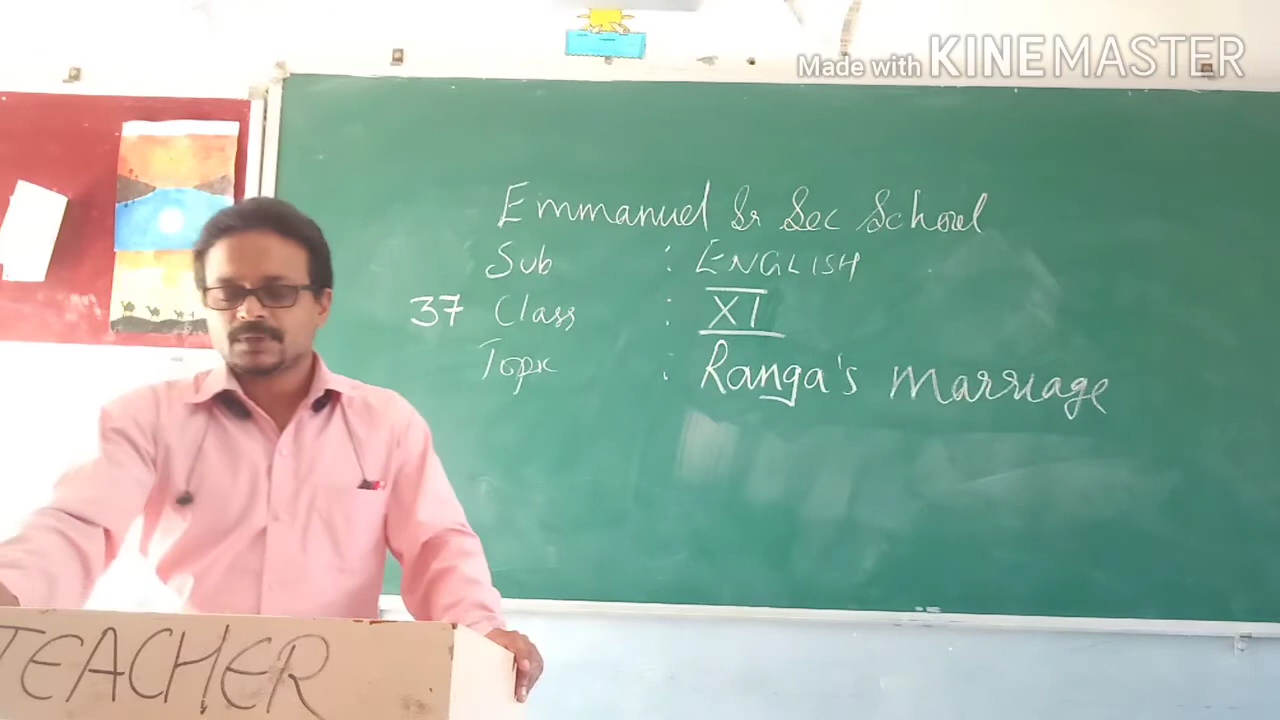 Made with KINEMASTER
Emmanuel Sr Sec School
Sub : ENGLISH
37 Class : XI
Topic : Ranga's Marriage
TEACHER